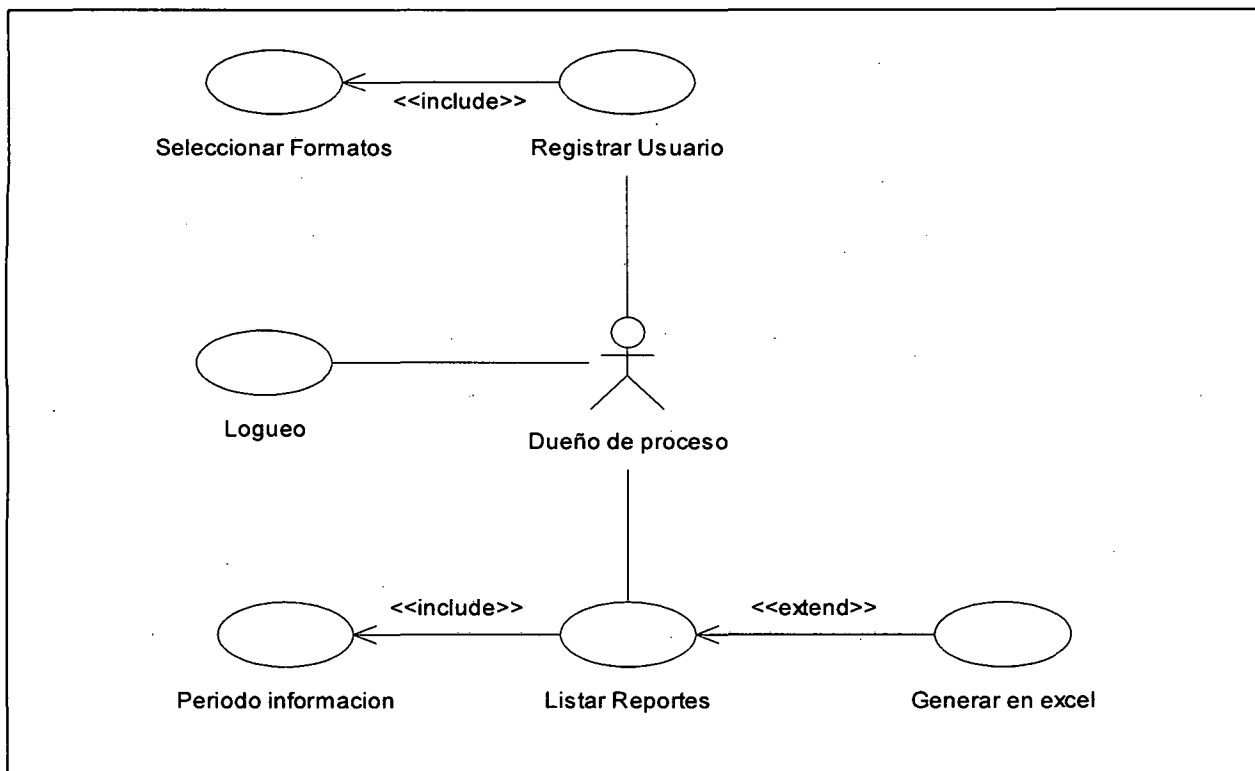 <<include>>
Seleccionar Formatos
Registrar Usuario
Logueo
Dueño de proceso
<<include>>
<<extend>>
Periodo informacion
Listar Reportes
Generar en excel